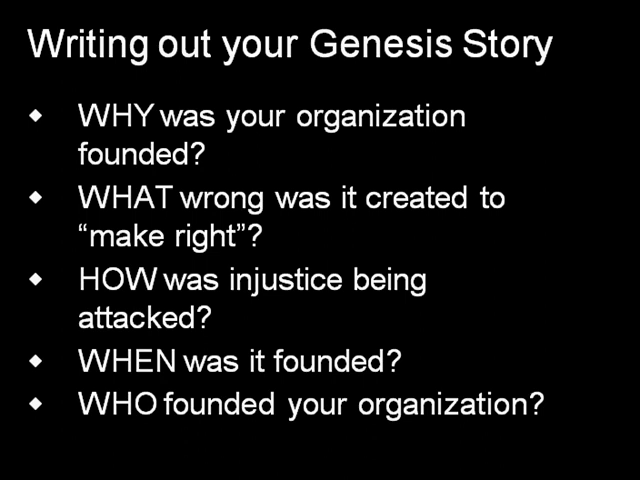 Writing out your Genesis Story
◆ WHY was your organization
founded?
◆ WHAT wrong was it created to
“make right”?
◆ HOW was injustice being
attacked?
◆ WHEN was it founded?
◆ WHO founded your organization?